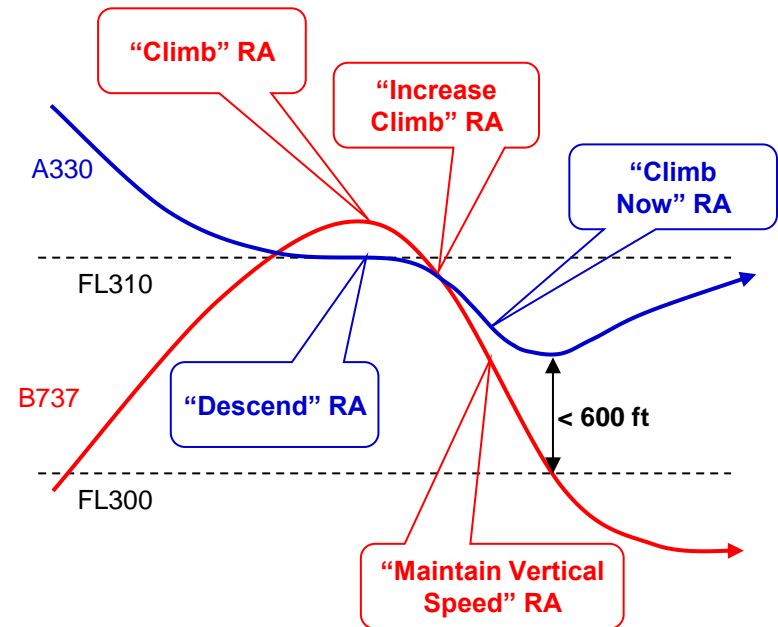 “Climb” RA
“Increase
Climb” RA
“Climb
Now” RA
A330
FL310
B737
“Descend” RA
< 600 ft
FL300
“Maintain Vertical
Speed” RA